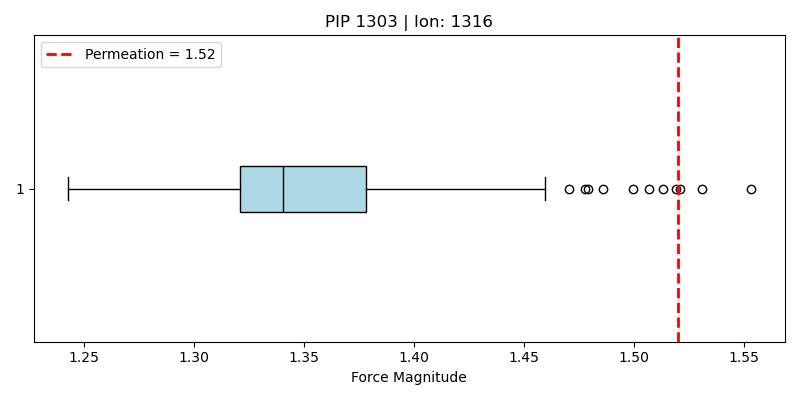 PIP 1303 | Ion: 1316
Permeation = 1.52
1
1.25 1.30 1.35 1.40 1.45 1.50 1.55
Force Magnitude